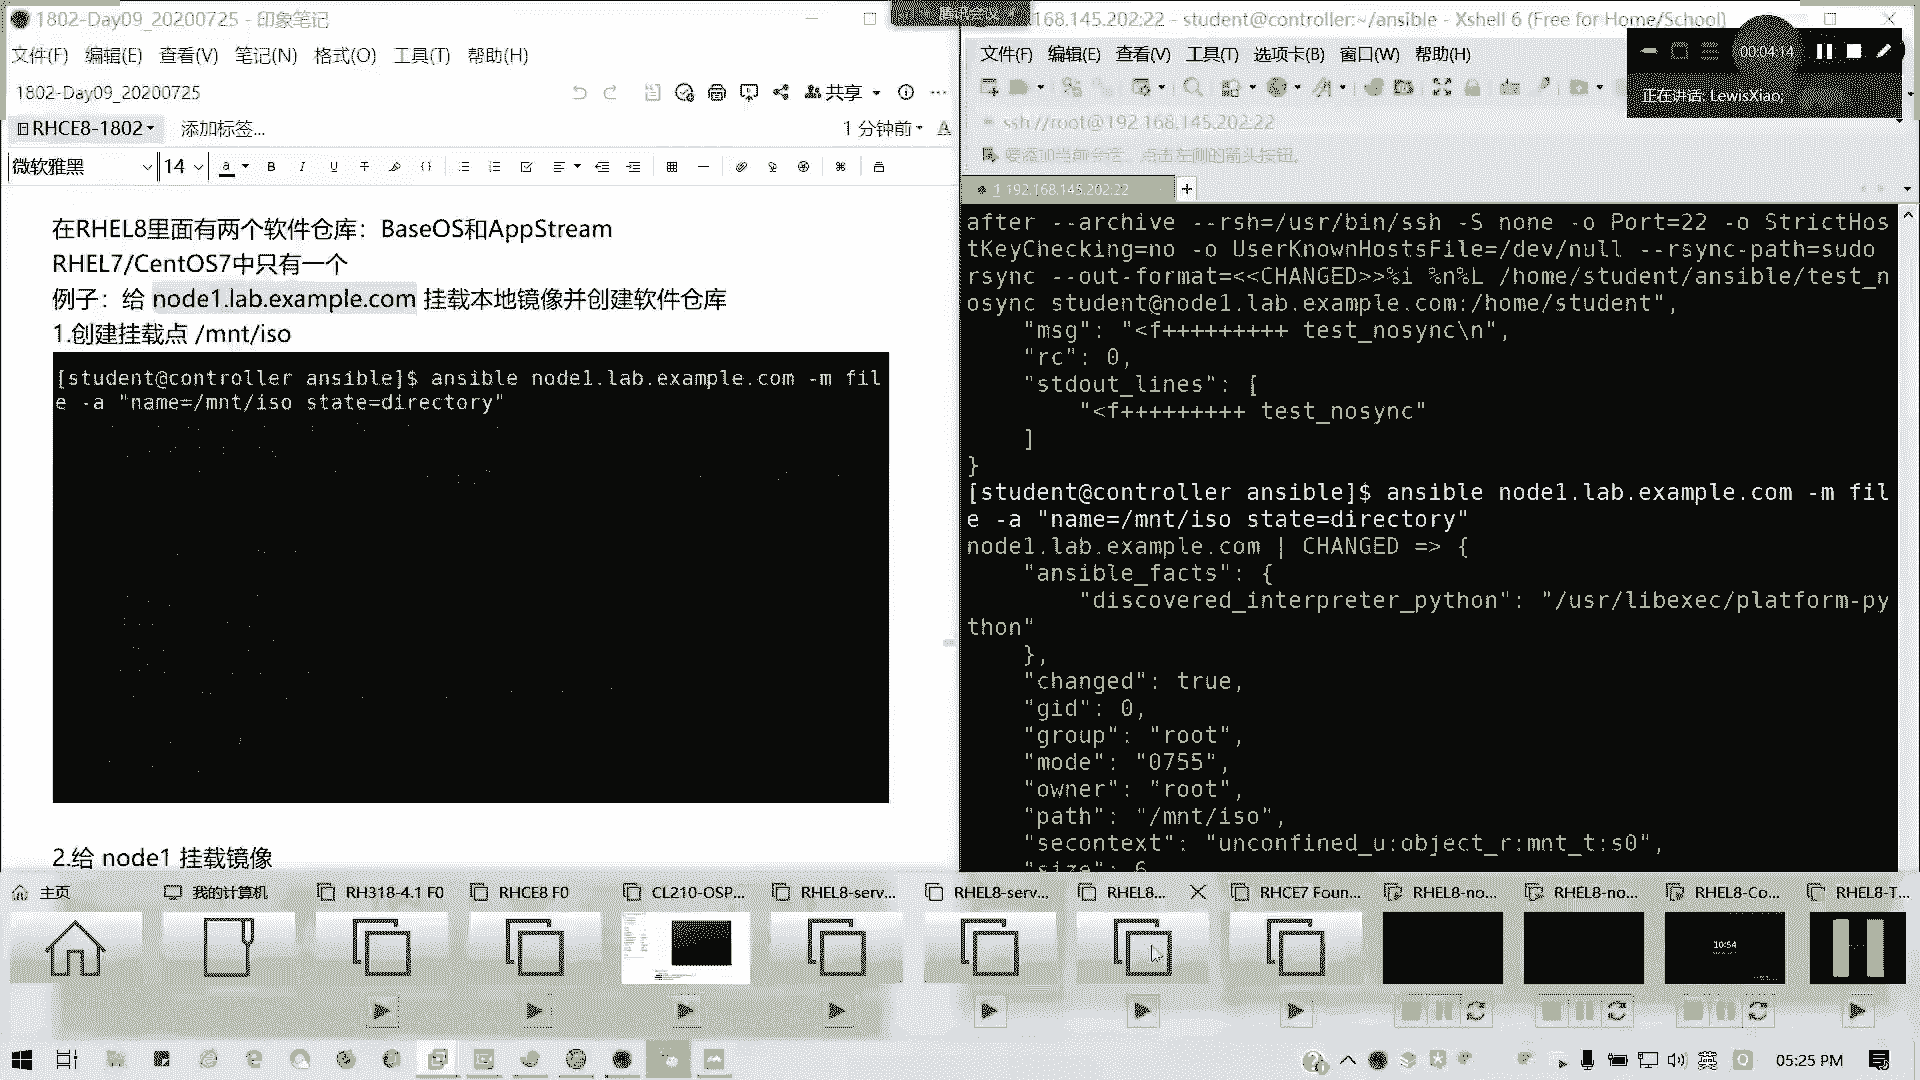 1802-Day09_20200725 - 印象笔记
文件(F) 编辑(E) 查看(V) 笔记(N) 格式(O) 工具(T) 帮助(H)
1802-Day09_20200725
共享
RHCE8-1802
添加标签...
1 分钟前
微软雅黑
14
在RHEL8里面有两个软件仓库：BaseOS和AppStream
RHEL7/CentOS7中只有一个
例子：给 node1.lab.example.com 挂载本地镜像并创建软件仓库
1.创建挂载点 /mnt/iso
[student@controller ansible]$ ansible node1.lab.example.com -m fil
e -a "name=/mnt/iso state=directory"
2.给 node1 挂载镜像
腾讯会议
168.145.202:22 - student@controller:~/ansible - Xshell 6 (Free for Home/School)
文件(F) 编辑(E) 查看(V) 工具(T) 选项卡(B) 窗口(W) 帮助(H)
00:04:14
正在讲话: LewisXiao;
ssh://root@192.168.145.202:22
要添加当前会话，点击左侧的箭头按钮。
1 192.168.145.202:22
after --archive --rsh=/usr/bin/ssh -S none -o Port=22 -o StrictHos
tKeyChecking=no -o UserKnownHostsFile=/dev/null --rsync-path=sudo
rsync --out-format=<<CHANGED>>%i %n%L /home/student/ansible/test_n
osync student@node1.lab.example.com:/home/student",
"msg": "<f+++++++++ test_nosync\n",
"rc": 0,
"stdout_lines": [
"<f+++++++++ test_nosync"
]
}
[student@controller ansible]$ ansible node1.lab.example.com -m fil
e -a "name=/mnt/iso state=directory"
node1.lab.example.com | CHANGED => {
"ansible_facts": {
"discovered_interpreter_python": "/usr/libexec/platform-py
thon"
},
"changed": true,
"gid": 0,
"group": "root",
"mode": "0755",
"owner": "root",
"path": "/mnt/iso",
"secontext": "unconfined_u:object_r:mnt_t:s0",
"size": 6
主页
我的计算机
RH318-4.1 F0
RHCE8 F0
CL210-OSP...
RHEL8-serv...
RHEL8-serv...
RHEL8...
RHCE7 Foun...
RHEL8-no...
RHEL8-no...
RHEL8-Co...
RHEL8-T...
10:54
英
05:25 PM